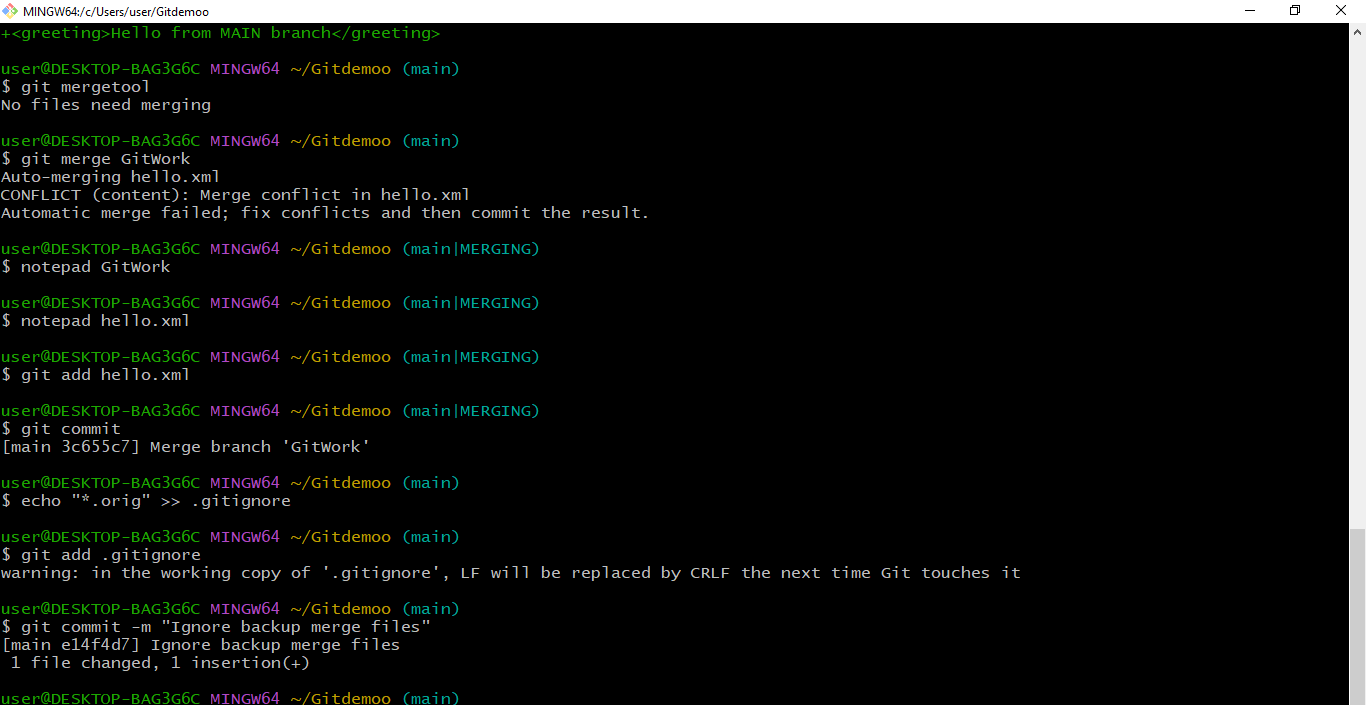 MINGW64:/c/Users/user/Gitdemoo
+<greeting>Hello from MAIN branch</greeting>
user@DESKTOP-BAG3G6C MINGW64 ~/Gitdemoo (main)
$ git mergetool
No files need merging
user@DESKTOP-BAG3G6C MINGW64 ~/Gitdemoo (main)
$ git merge GitWork
Auto-merging hello.xml
CONFLICT (content): Merge conflict in hello.xml
Automatic merge failed; fix conflicts and then commit the result.
user@DESKTOP-BAG3G6C MINGW64 ~/Gitdemoo (main|MERGING)
$ notepad GitWork
user@DESKTOP-BAG3G6C MINGW64 ~/Gitdemoo (main|MERGING)
$ notepad hello.xml
user@DESKTOP-BAG3G6C MINGW64 ~/Gitdemoo (main|MERGING)
$ git add hello.xml
user@DESKTOP-BAG3G6C MINGW64 ~/Gitdemoo (main|MERGING)
$ git commit
[main 3c655c7] Merge branch 'GitWork'
user@DESKTOP-BAG3G6C MINGW64 ~/Gitdemoo (main)
$ echo "*.orig" >> .gitignore
user@DESKTOP-BAG3G6C MINGW64 ~/Gitdemoo (main)
$ git add .gitignore
warning: in the working copy of '.gitignore', LF will be replaced by CRLF the next time Git touches it
user@DESKTOP-BAG3G6C MINGW64 ~/Gitdemoo (main)
$ git commit -m "Ignore backup merge files"
[main e14f4d7] Ignore backup merge files
 1 file changed, 1 insertion(+)
user@DESKTOP-BAG3G6C MINGW64 ~/Gitdemoo (main)